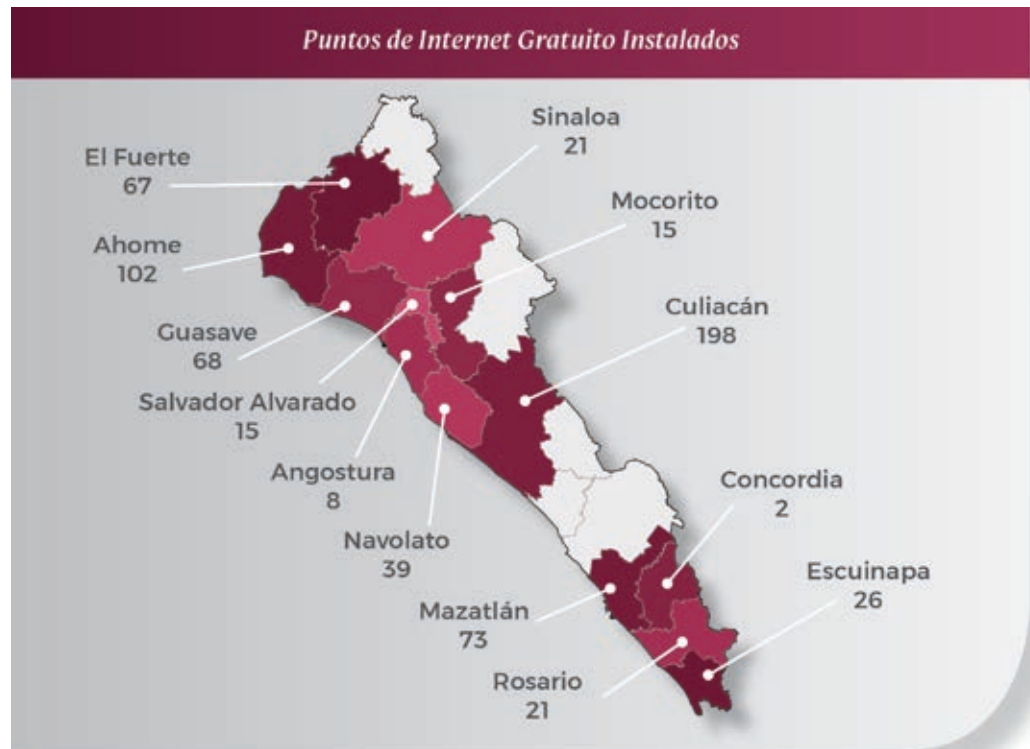 Puntos de Internet Gratuito Instalados
Sinaloa
21
El Fuerte
67
Mocorito
15
Ahome
102
Culiacán
198
Guasave
68
Salvador Alvarado
15
Angostura
8
Concordia
2
Navolato
39
Escuinapa
26
Mazatlán
73
Rosario
21